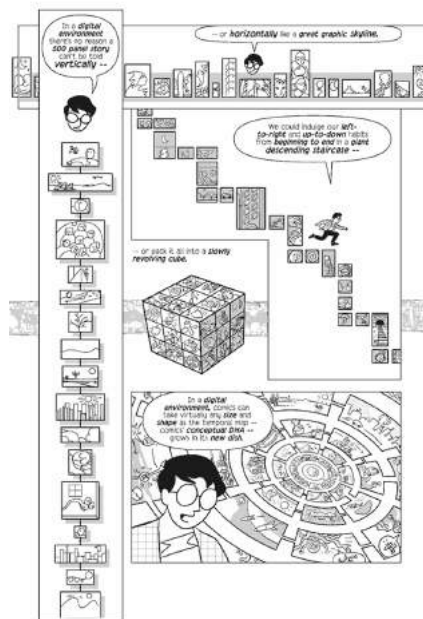 In a digital
environment
there's no reason a
500 panel story
can't be told
vertically --
-- or horizontally like a great graphic skyline.
We could indulge our left-
to-right and up-to-down habits
from beginning to end in a giant
descending staircase --
-- or pack it all into a slowly
revolving cube.
In a digital
environment, comics can
take virtually any size and
shape as the temporal map --
comics' conceptual DNA --
grows in its new dish.